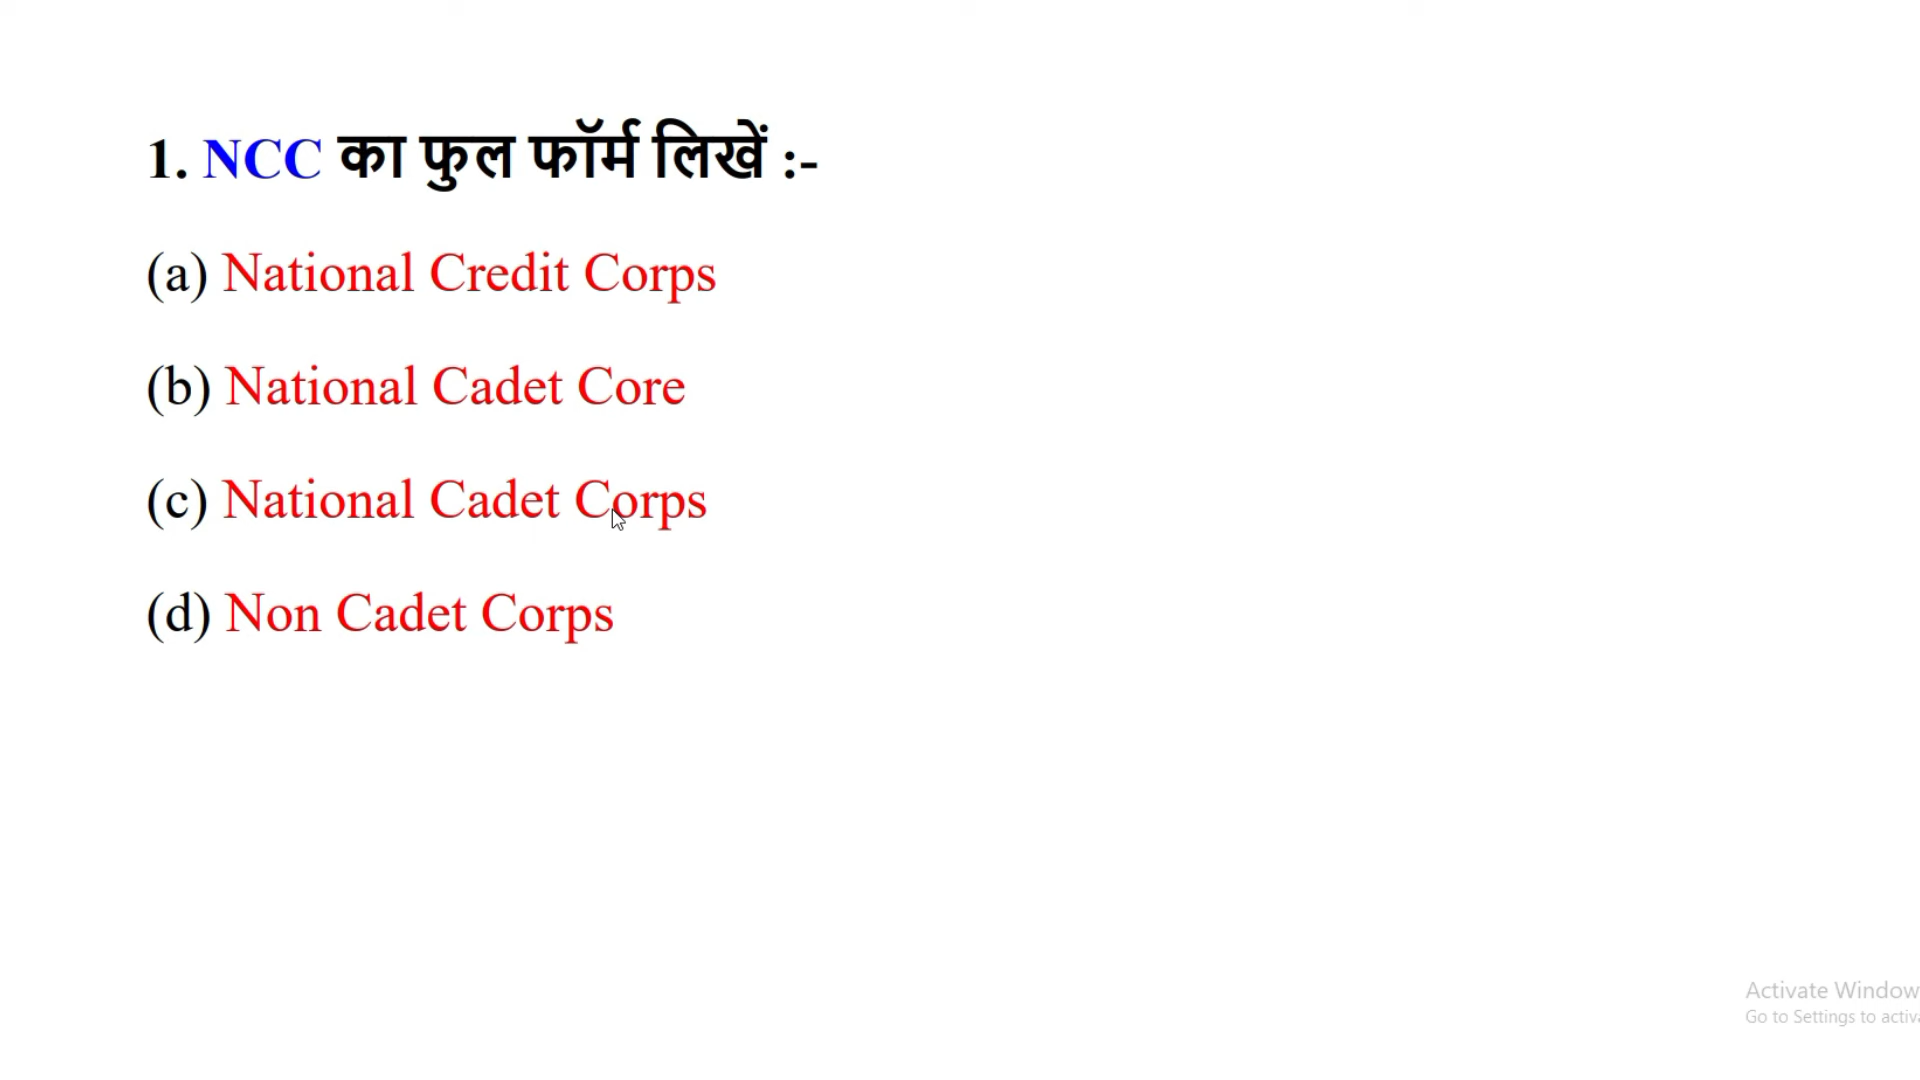 1. NCC का फुल फॉर्म लिखें :-
(a) National Credit Corps
(b) National Cadet Core
(c) National Cadet Corps
(d) Non Cadet Corps
Activate Window
Go to Settings to activa